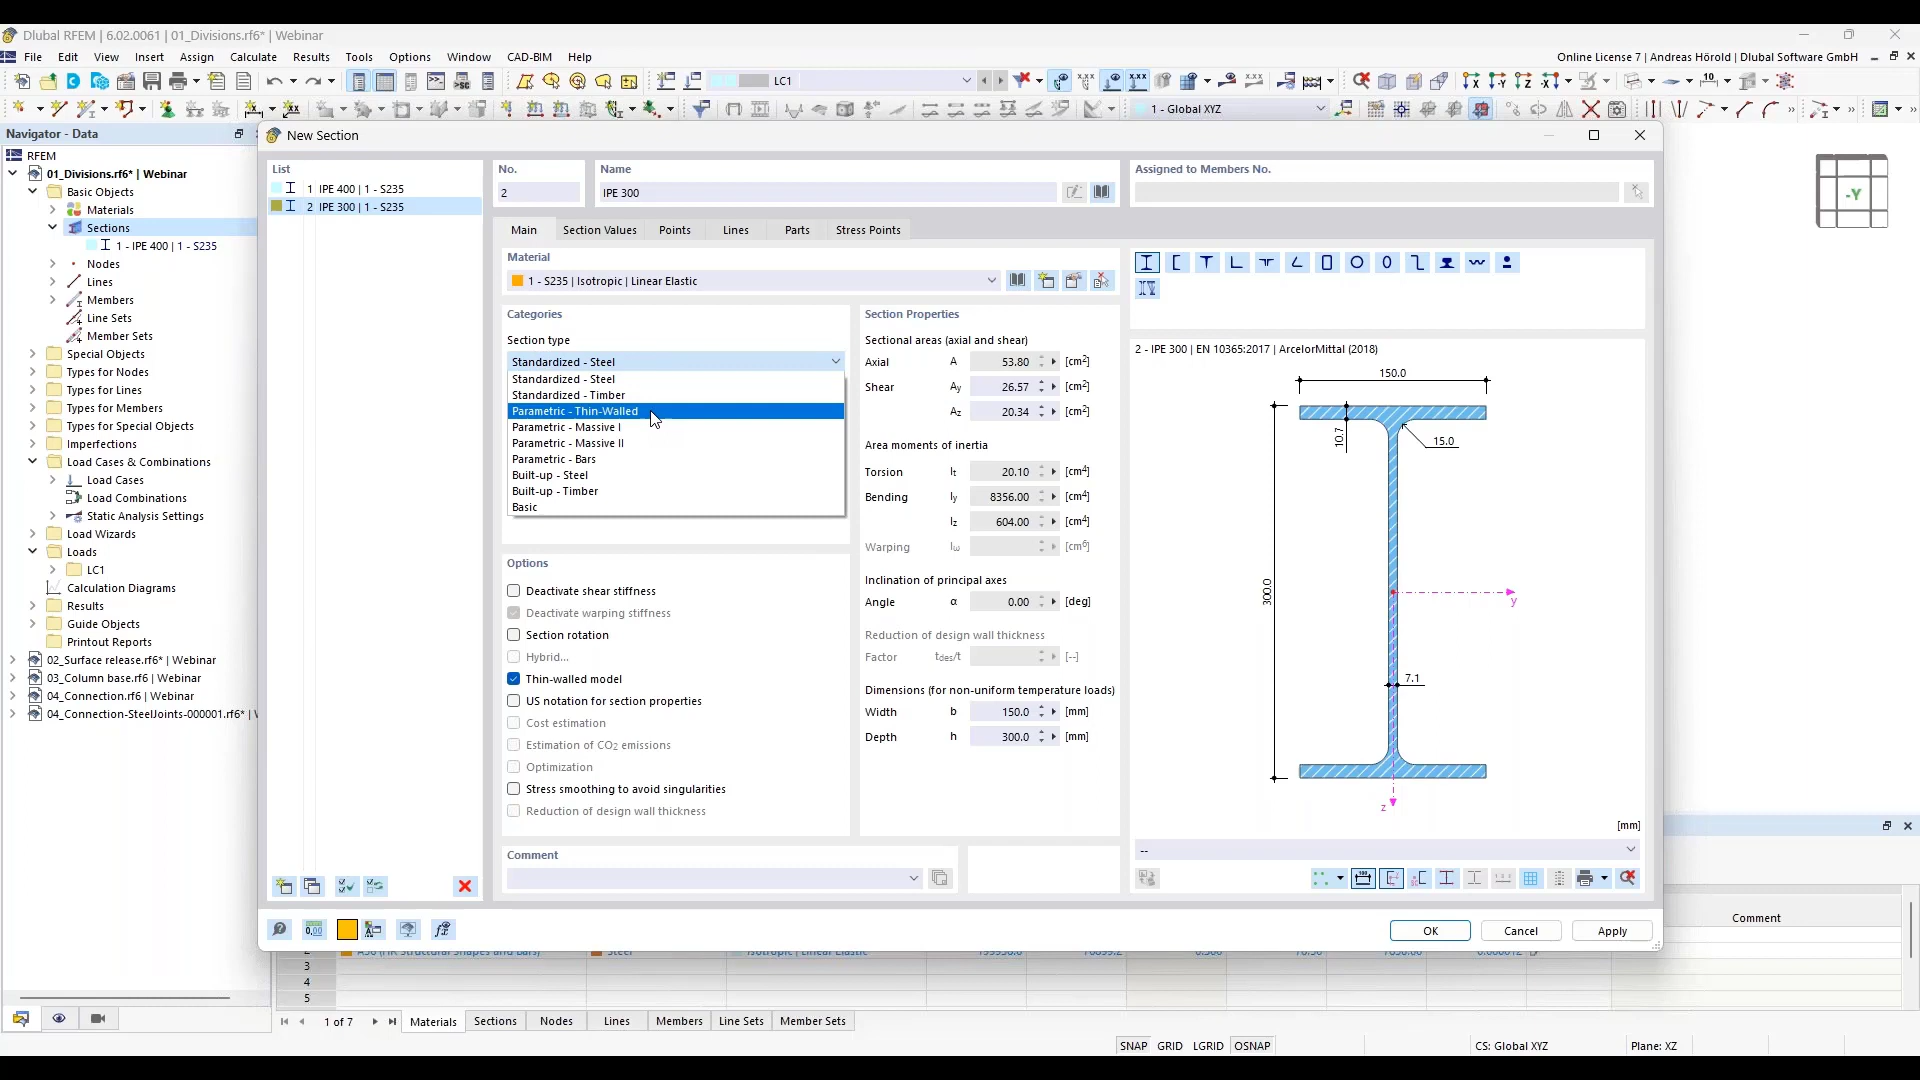 Dlubal RFEM | 6.02.0061 | 01_Divisions.rf6* | Webinar
File Edit View Insert Assign Calculate Results Tools Options Window CAD-BIM Help
Online License 7 | Andreas Hörold | Dlubal Software GmbH
LC1
1 - Global XYZ
Navigator - Data
RFEM
01_Divisions.rf6* | Webinar
Basic Objects
Materials
Sections
1 - IPE 400 | 1 - S235
Nodes
Lines
Members
Line Sets
Member Sets
Special Objects
Types for Nodes
Types for Lines
Types for Members
Types for Special Objects
Imperfections
Load Cases & Combinations
Load Cases
Load Combinations
Static Analysis Settings
Load Wizards
Loads
LC1
Calculation Diagrams
Results
Guide Objects
Printout Reports
02_Surface release.rf6* | Webinar
03_Column base.rf6 | Webinar
04_Connection.rf6 | Webinar
04_Connection-SteelJoints-000001.rf6* |
New Section
List
1 IPE 400 | 1 - S235
2 IPE 300 | 1 - S235
No.
2
Name
IPE 300
Assigned to Members No.
Main Section Values Points Lines Parts Stress Points
Material
1 - S235 | Isotropic | Linear Elastic
Categories
Section type
Standardized - Steel
Standardized - Steel
Standardized - Timber
Parametric - Thin-Walled
Parametric - Massive I
Parametric - Massive II
Parametric - Bars
Built-up - Steel
Built-up - Timber
Basic
Options
Deactivate shear stiffness
Deactivate warping stiffness
Section rotation
Hybrid...
Thin-walled model
US notation for section properties
Cost estimation
Estimation of CO2 emissions
Optimization
Stress smoothing to avoid singularities
Reduction of design wall thickness
Comment
Section Properties
Sectional areas (axial and shear)
Axial A 53.80 [cm2]
Shear Ay 26.57 [cm2]
Az 20.34 [cm2]
Area moments of inertia
Torsion It 20.10 [cm4]
Bending Iy 8356.00 [cm4]
Iz 604.00 [cm4]
Warping Iω [cm6]
Inclination of principal axes
Angle α 0.00 [deg]
Reduction of design wall thickness
Factor tdes/t [--]
Dimensions (for non-uniform temperature loads)
Width b 150.0 [mm]
Depth h 300.0 [mm]
2 - IPE 300 | EN 10365:2017 | ArcelorMittal (2018)
150.0
10.7
15.0
300.0
y
7.1
z
[mm]
--
OK Cancel Apply
-Y
Comment
3
4
5
1 of 7
Materials Sections Nodes Lines Members Line Sets Member Sets
SNAP GRID LGRID OSNAP
CS: Global XYZ
Plane: XZ